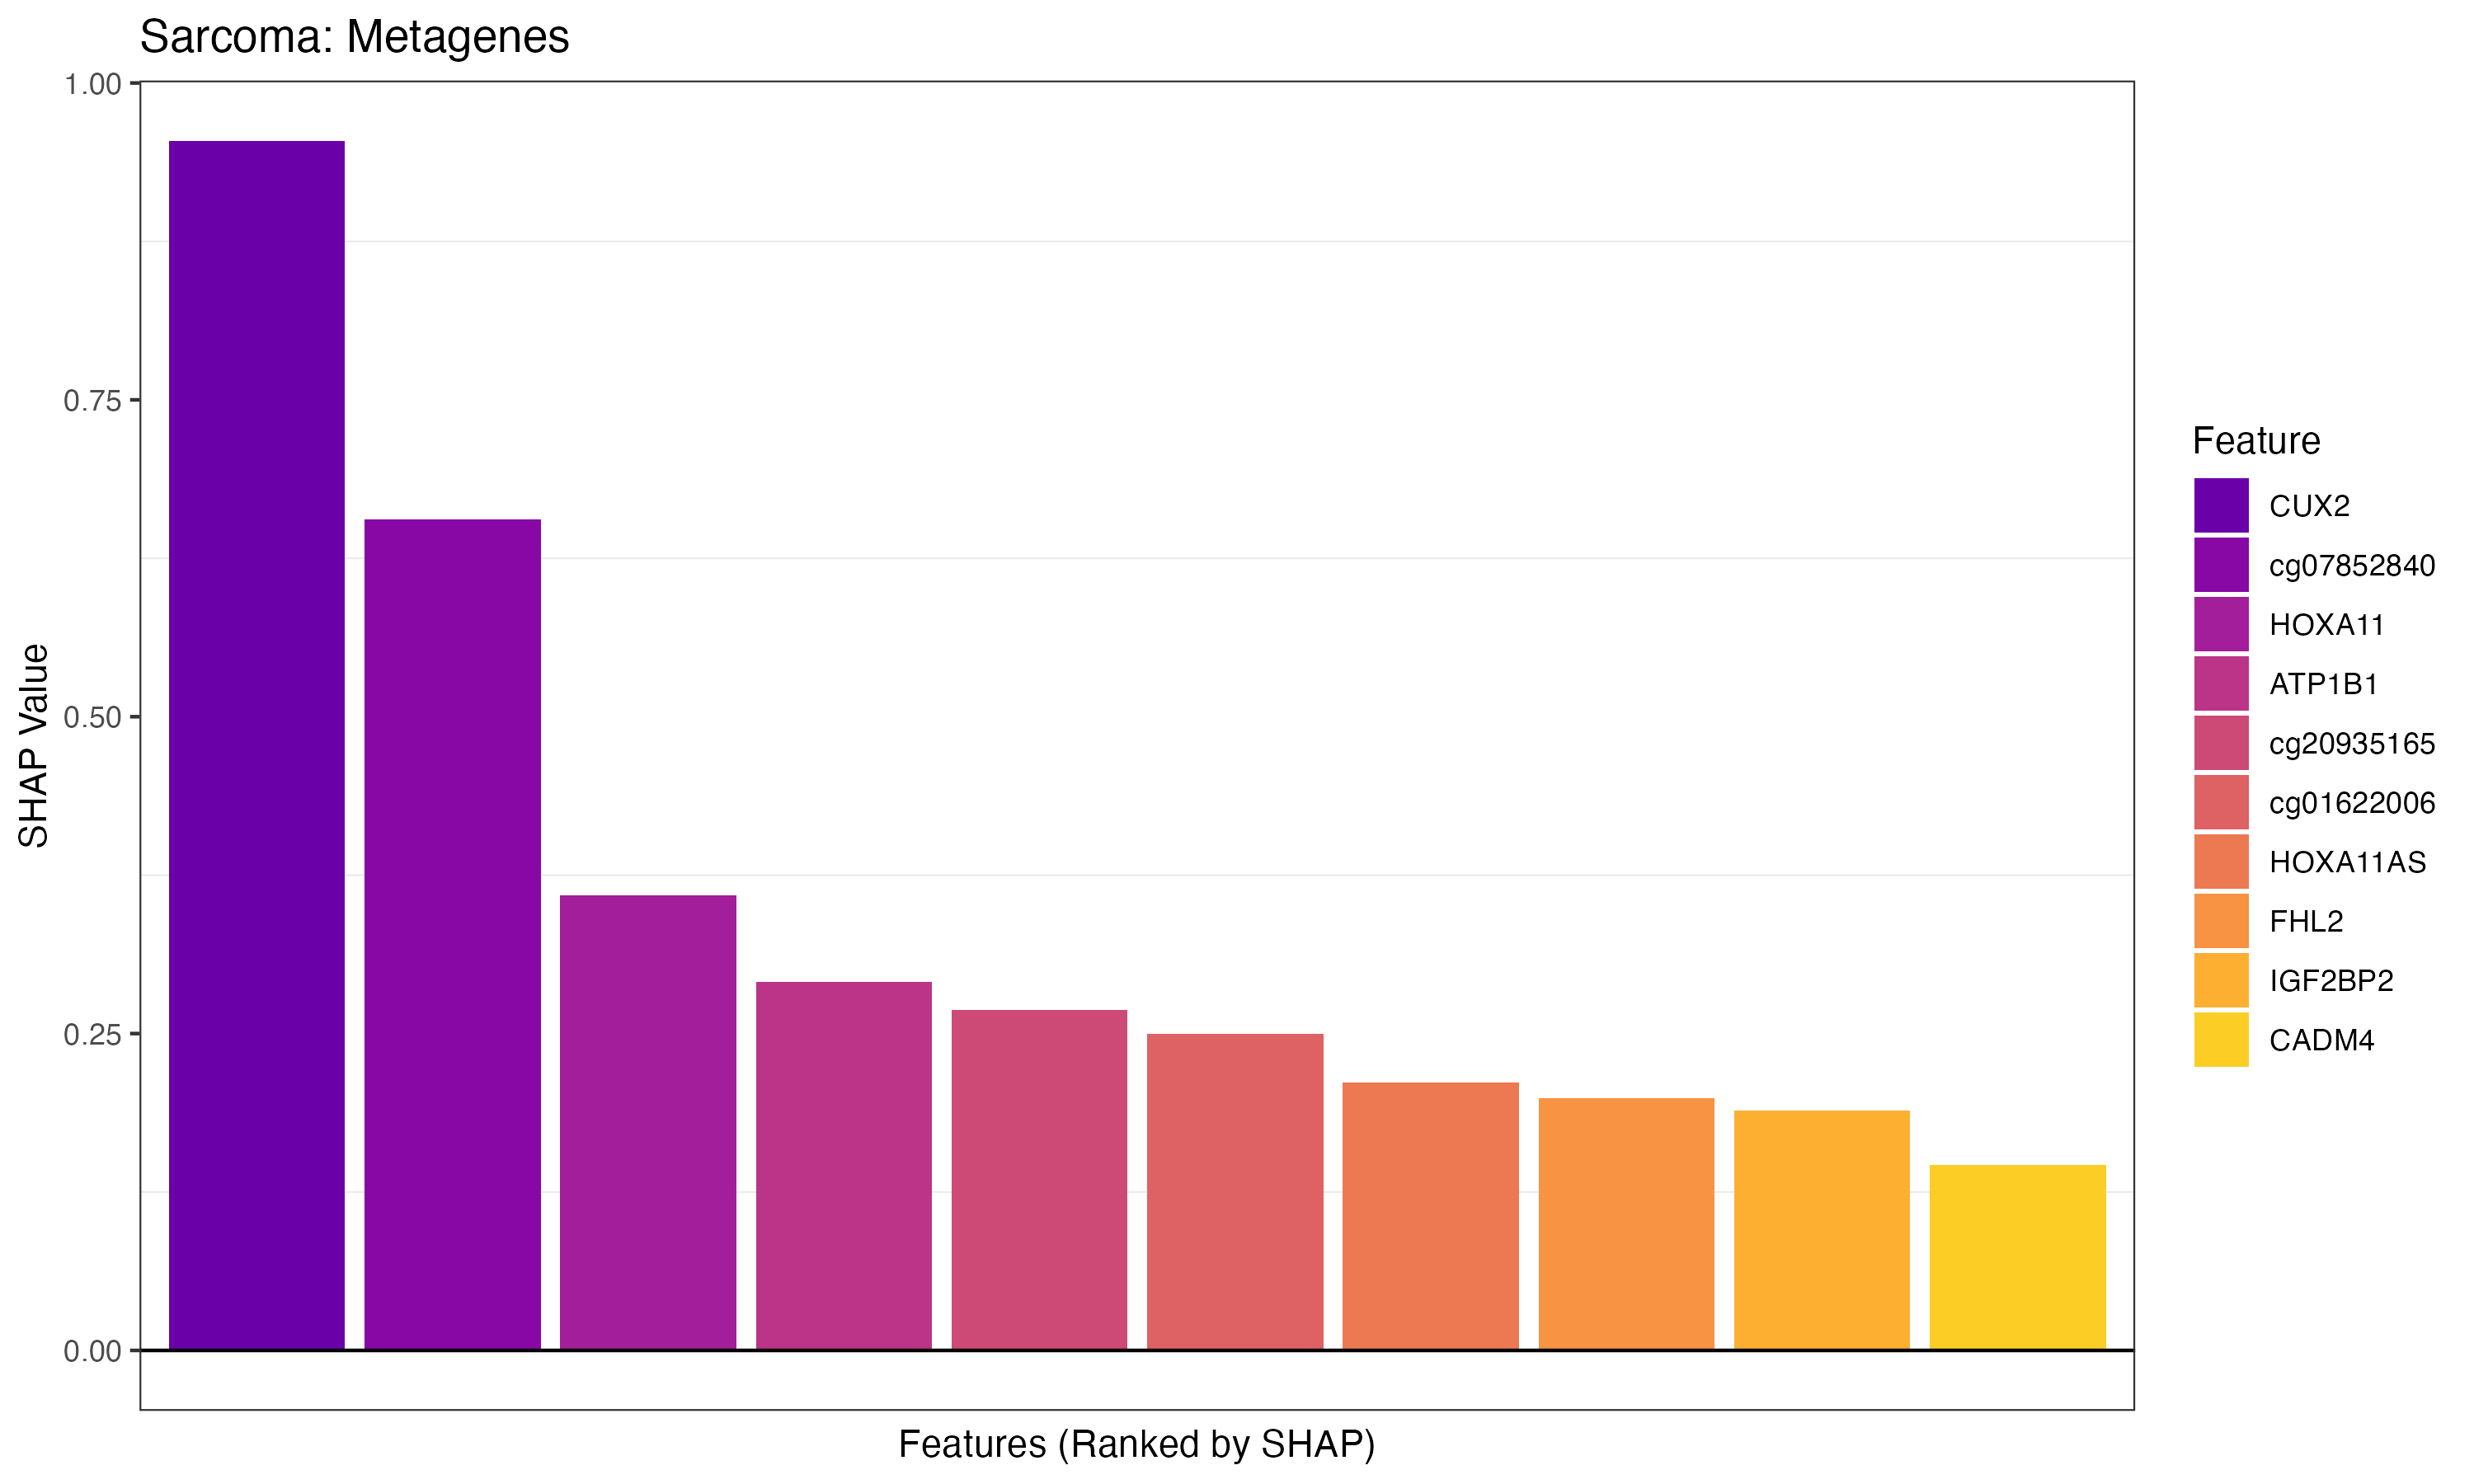 Sarcoma: Metagenes
1.00
0.75
0.50
0.25
0.00
SHAP Value
Features (Ranked by SHAP)
Feature
CUX2
cg07852840
HOXA11
ATP1B1
cg20935165
cg01622006
HOXA11AS
FHL2
IGF2BP2
CADM4